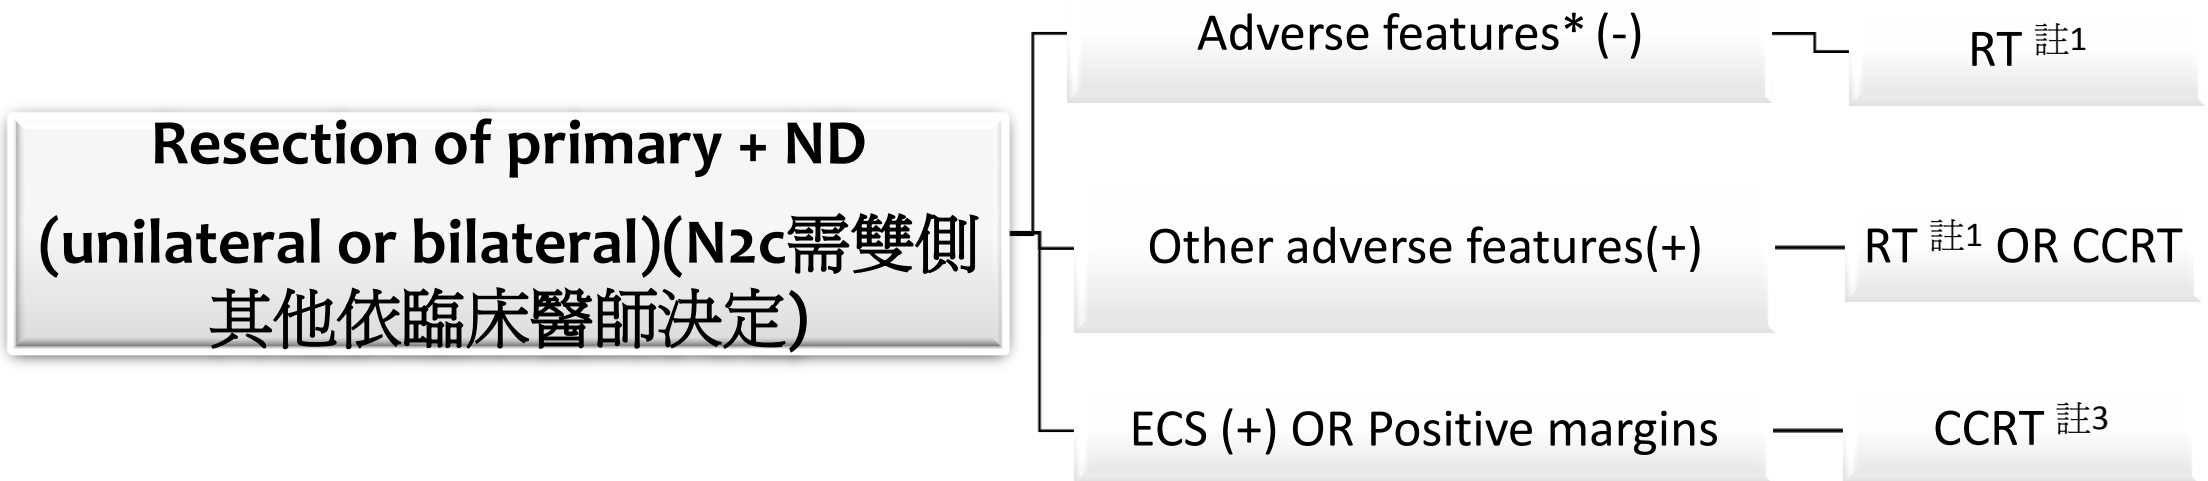 Resection of primary + ND
(unilateral or bilateral)(N2c需雙側
其他依臨床醫師決定)
Adverse features* (-)
RT 註1
Other adverse features(+)
RT 註1 OR CCRT
ECS (+) OR Positive margins
CCRT 註3